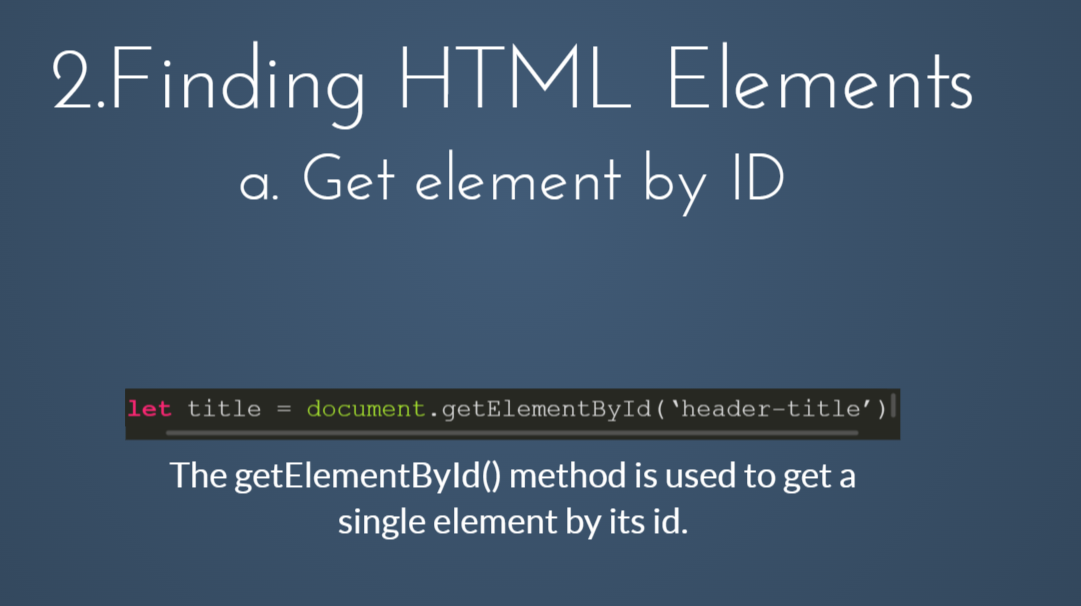 2.Finding HTML Elements
a. Get element by ID
let title = document.getElementById(‘header-title’)
The getElementById() method is used to get a
single element by its id.